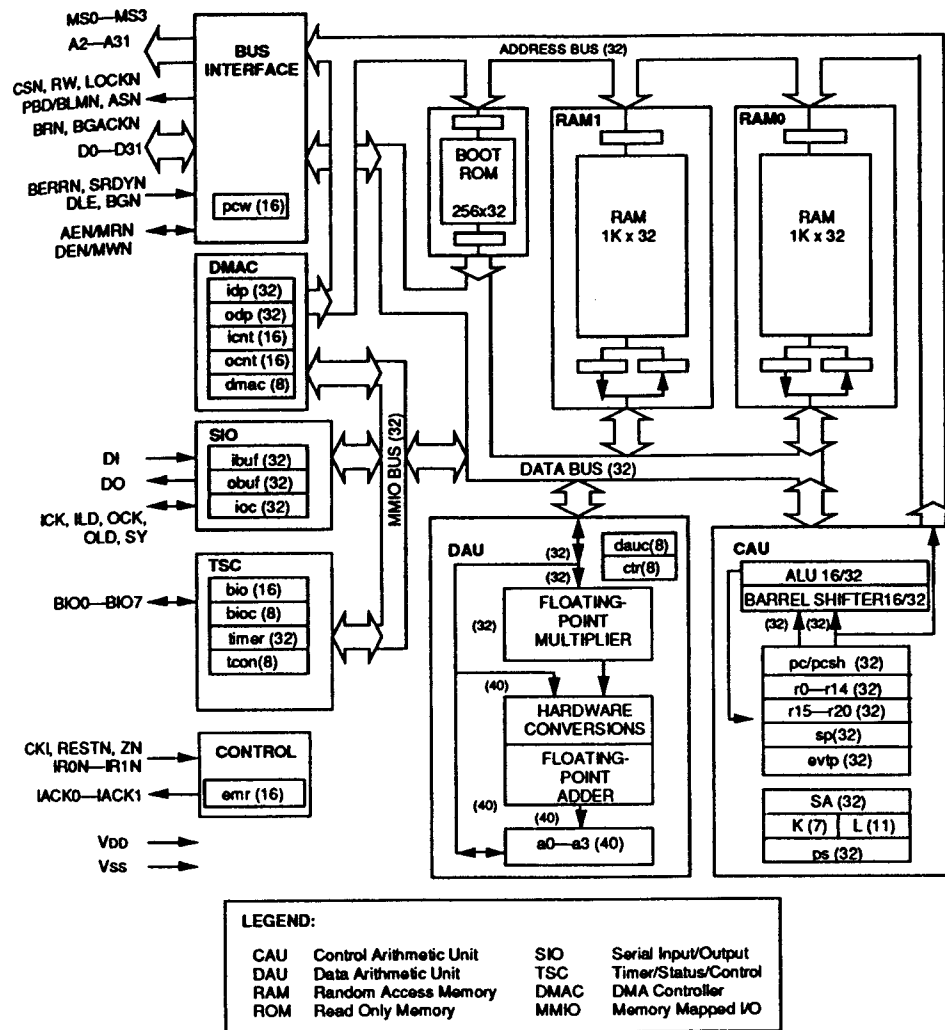 MS0—MS3
A2—A31
CSN, RW, LOCKN
PBD/BLMN, ASN
BRN, BGACKN
D0—D31
BERRN, SRDYN
DLE, BGN
AEN/MRN
DEN/MWN
BUS
INTERFACE
pcw (16)
ADDRESS BUS (32)
BOOT
ROM
256x32
RAM1
RAM
1K x 32
RAM0
RAM
1K x 32
DMAC
idp (32)
odp (32)
icnt (16)
ocnt (16)
dmac (8)
MMIO BUS (32)
DATA BUS (32)
DI
DO
ICK, ILD, OCK,
OLD, SY
SIO
ibuf (32)
obuf (32)
ioc (32)
BIO0—BIO7
TSC
bio (16)
bioc (8)
timer (32)
tcon(8)
CKI, RESTN, ZN
IR0N—IR1N
IACK0—IACK1
CONTROL
emr (16)
VDD
VSS
DAU
(32)
(32)
dauc(8)
ctr(8)
(32)
FLOATING-
POINT
MULTIPLIER
(40)
HARDWARE
CONVERSIONS
FLOATING-
POINT
ADDER
(40)
(40)
a0—a3 (40)
CAU
ALU 16/32
BARREL SHIFTER16/32
(32)
(32)
pc/pcsh (32)
r0—r14 (32)
r15—r20 (32)
sp(32)
evtp (32)
SA (32)
K (7)
L (11)
ps (32)
LEGEND:
CAU Control Arithmetic Unit SIO Serial Input/Output
DAU Data Arithmetic Unit TSC Timer/Status/Control
RAM Random Access Memory DMAC DMA Controller
ROM Read Only Memory MMIO Memory Mapped I/O